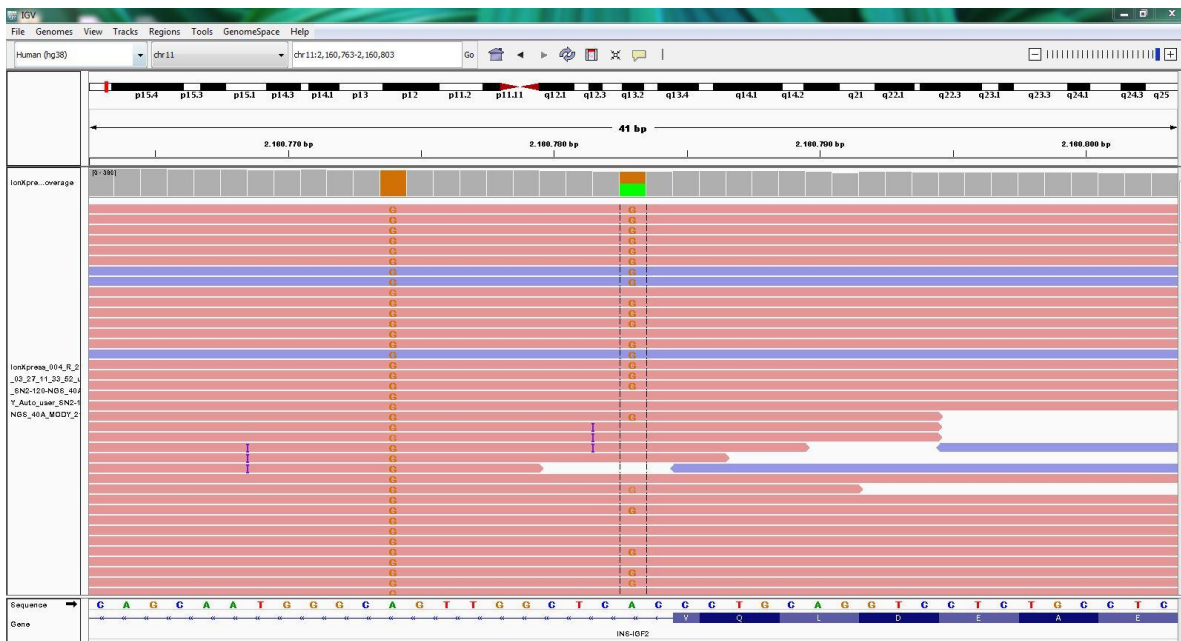 IGV
File Genomes View Tracks Regions Tools GenomeSpace Help
Human (hg38) chr11 chr11:2,160,763-2,160,803 Go
p15.4 p15.3 p15.1 p14.3 p14.1 p13 p12 p11.2 p11.11 q12.1 q12.3 q13.2 q13.4 q14.1 q14.2 q21 q22.1 q22.3 q23.1 q23.3 q24.1 q24.3 q25
41 bp
2.160.770 bp 2.160.780 bp 2.160.790 bp 2.160.800 bp
IonXpre...overage
[0 - 300]
G G
G G
G G
G G
G G
G G
G G
G G
G
G G
G G
G G
G
G G
G G
G G
G G
G G
G
G
G G
G I
G I
I G I
I G
I G
G
G G
G
G G
G
G
G
G G
G
G G
G G
IonXpress_004_R_2
_03_27_11_33_52_u
_SN2-120-NGS_40A
Y_Auto_user_SN2-1
NGS_40A_MODY_2
Sequence C A G C A A T G G G C A G T T G G C T C A C C C T G C A G G T C C T C T G C C T C
Gene V Q L D E A E
INS-IGF2